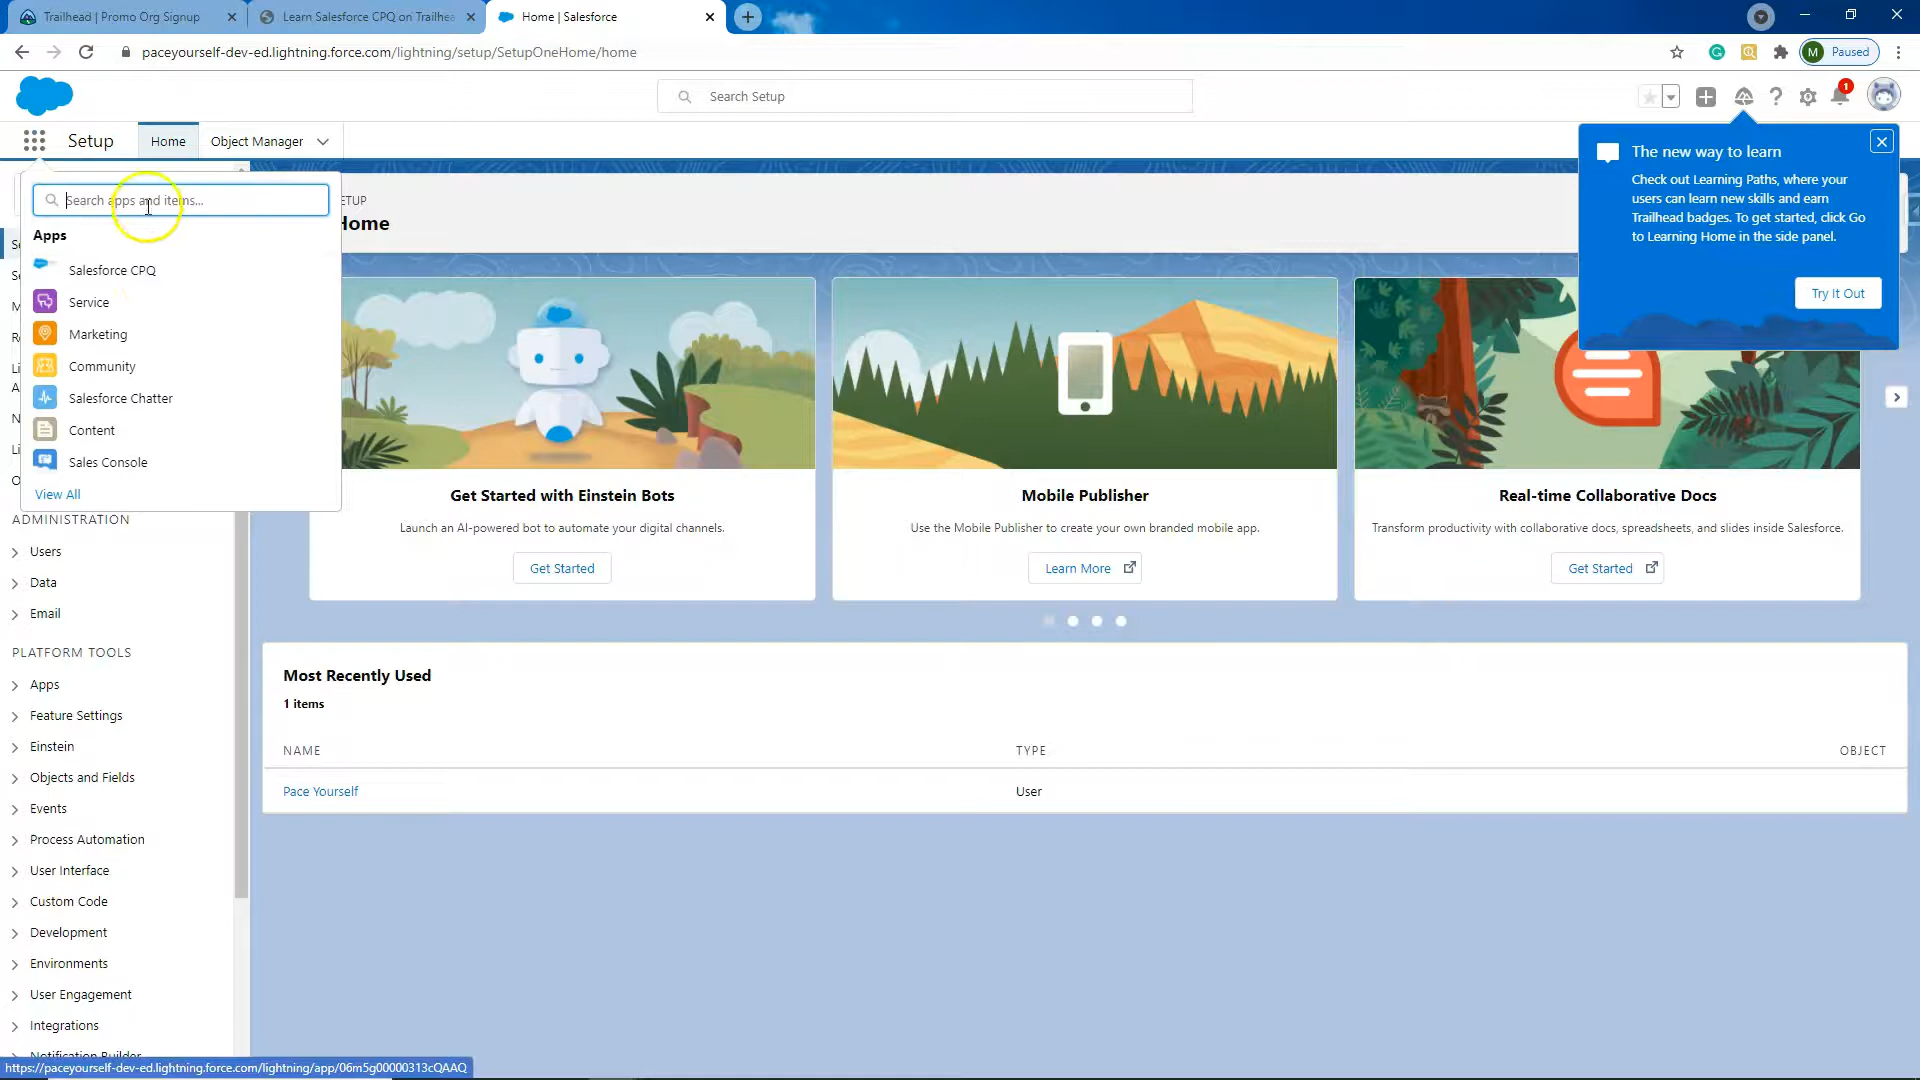 Trailhead | Promo Org Signup
Learn Salesforce CPQ on Trailhe
Home | Salesforce
paceyourself-dev-ed.lightning.force.com/lightning/setup/SetupOneHome/home
M Paused
Search Setup
1
Setup
Home
Object Manager
The new way to learn
Check out Learning Paths, where your
users can learn new skills and earn
Trailhead badges. To get started, click Go
to Learning Home in the side panel.
Try It Out
Search apps and items...
Apps
Salesforce CPQ
Service
Marketing
Community
Salesforce Chatter
Content
Sales Console
View All
ETUP
Home
Get Started with Einstein Bots
Launch an AI-powered bot to automate your digital channels.
Get Started
Mobile Publisher
Use the Mobile Publisher to create your own branded mobile app.
Learn More
Real-time Collaborative Docs
Transform productivity with collaborative docs, spreadsheets, and slides inside Salesforce.
Get Started
ADMINISTRATION
Users
Data
Email
PLATFORM TOOLS
Apps
Feature Settings
Einstein
Objects and Fields
Events
Process Automation
User Interface
Custom Code
Development
Environments
User Engagement
Integrations
Notification Builder
Most Recently Used
1 items
NAME TYPE OBJECT
Pace Yourself User
https://paceyourself-dev-ed.lightning.force.com/lightning/app/06m5g00000313cQAAQ